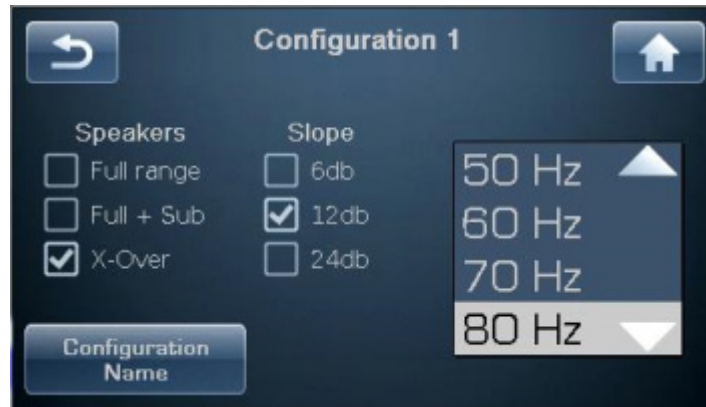 Configuration 1
Speakers
Full range
Full + Sub
X-Over
Slope
6db
12db
24db
50 Hz
60 Hz
70 Hz
80 Hz
Configuration
Name